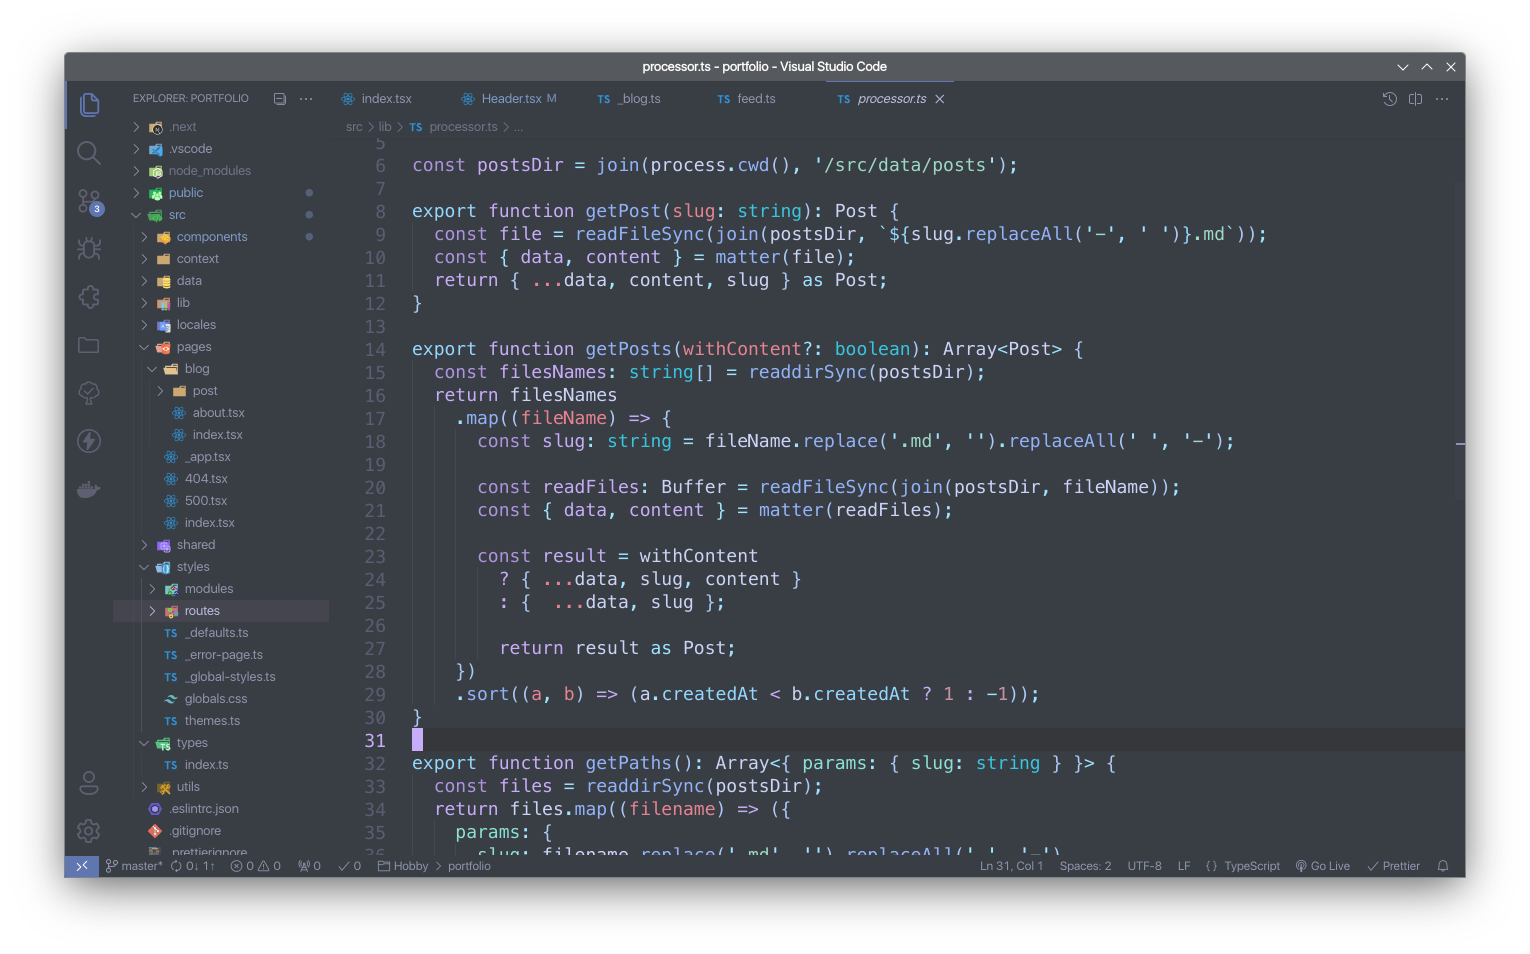 processor.ts - portfolio - Visual Studio Code
EXPLORER: PORTFOLIO
index.tsx
Header.tsx M
TS _blog.ts
TS feed.ts
TS processor.ts
src > lib > TS processor.ts > ...
.next
.vscode
node_modules
public
src
components
context
data
lib
locales
pages
blog
post
about.tsx
index.tsx
_app.tsx
404.tsx
500.tsx
index.tsx
shared
styles
modules
routes
TS _defaults.ts
TS _error-page.ts
TS _global-styles.ts
globals.css
TS themes.ts
types
TS index.ts
utils
.eslintrc.json
.gitignore
.prettierignore
3
5
6 const postsDir = join(process.cwd(), '/src/data/posts');
7
8 export function getPost(slug: string): Post {
9 const file = readFileSync(join(postsDir, `${slug.replaceAll('-', ' ')}.md`));
10 const { data, content } = matter(file);
11 return { ...data, content, slug } as Post;
12 }
13
14 export function getPosts(withContent?: boolean): Array<Post> {
15 const filesNames: string[] = readdirSync(postsDir);
16 return filesNames
17 .map((fileName) => {
18 const slug: string = fileName.replace('.md', '').replaceAll(' ', '-');
19
20 const readFiles: Buffer = readFileSync(join(postsDir, fileName));
21 const { data, content } = matter(readFiles);
22
23 const result = withContent
24 ? { ...data, slug, content }
25 : {  ...data, slug };
26
27 return result as Post;
28 })
29 .sort((a, b) => (a.createdAt < b.createdAt ? 1 : -1));
30 }
31
32 export function getPaths(): Array<{ params: { slug: string } }> {
33 const files = readdirSync(postsDir);
34 return files.map((filename) => ({
35 params: {
36 slug: filename.replace('.md', '').replaceAll(' ', '-')
master* 0↓ 1↑ 0 0 0 0 Hobby > portfolio
Ln 31, Col 1 Spaces: 2 UTF-8 LF {} TypeScript Go Live Prettier